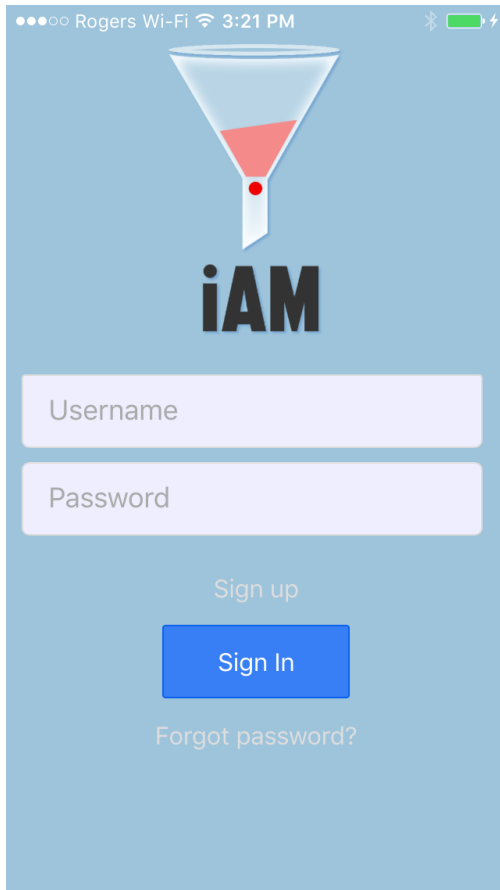 Rogers Wi-Fi 3:21 PM
iAM
Username
Password
Sign up
Sign In
Forgot password?